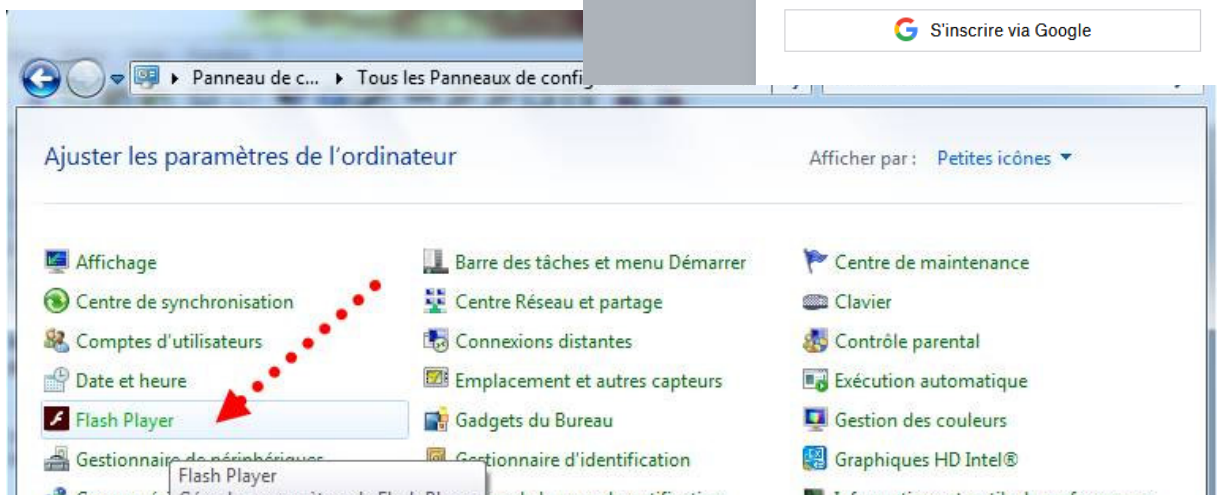 S'inscrire via Google
Panneau de c... Tous les Panneaux de config
Ajuster les paramètres de l'ordinateur
Afficher par : Petites icônes
Affichage
Barre des tâches et menu Démarrer
Centre de maintenance
Centre de synchronisation
Centre Réseau et partage
Clavier
Comptes d'utilisateurs
Connexions distantes
Contrôle parental
Date et heure
Emplacement et autres capteurs
Exécution automatique
Flash Player
Gadgets du Bureau
Gestion des couleurs
Gestionnaire de périphériques
Gestionnaire d'identification
Graphiques HD Intel®
Flash Player